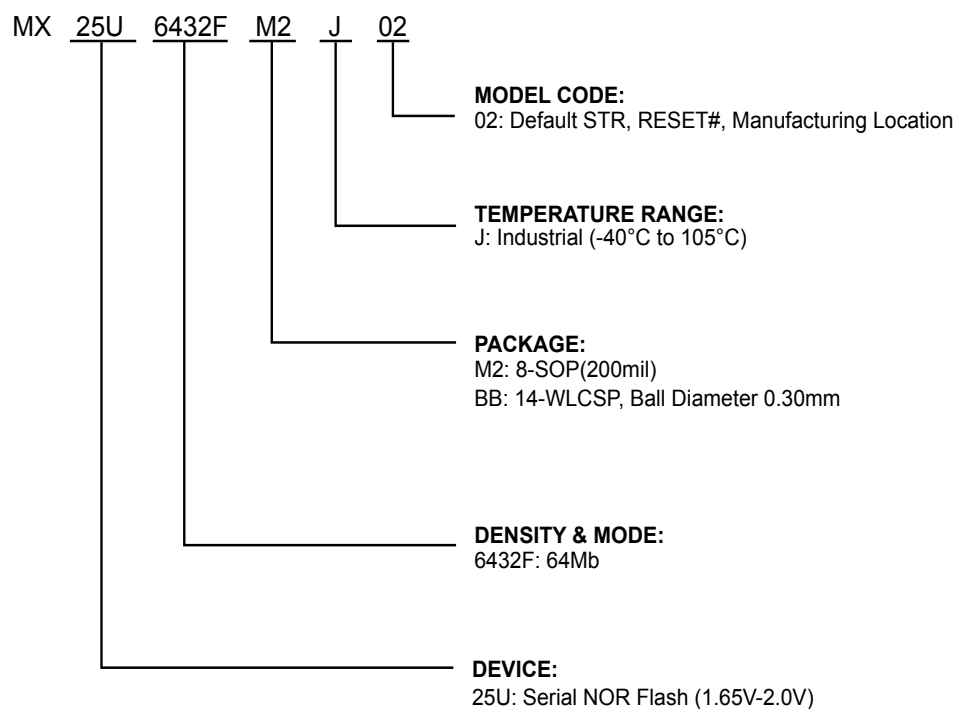 MX 25U 6432F M2 J 02
MODEL CODE:
02: Default STR, RESET#, Manufacturing Location
TEMPERATURE RANGE:
J: Industrial (-40°C to 105°C)
PACKAGE:
M2: 8-SOP(200mil)
BB: 14-WLCSP, Ball Diameter 0.30mm
DENSITY & MODE:
6432F: 64Mb
DEVICE:
25U: Serial NOR Flash (1.65V-2.0V)